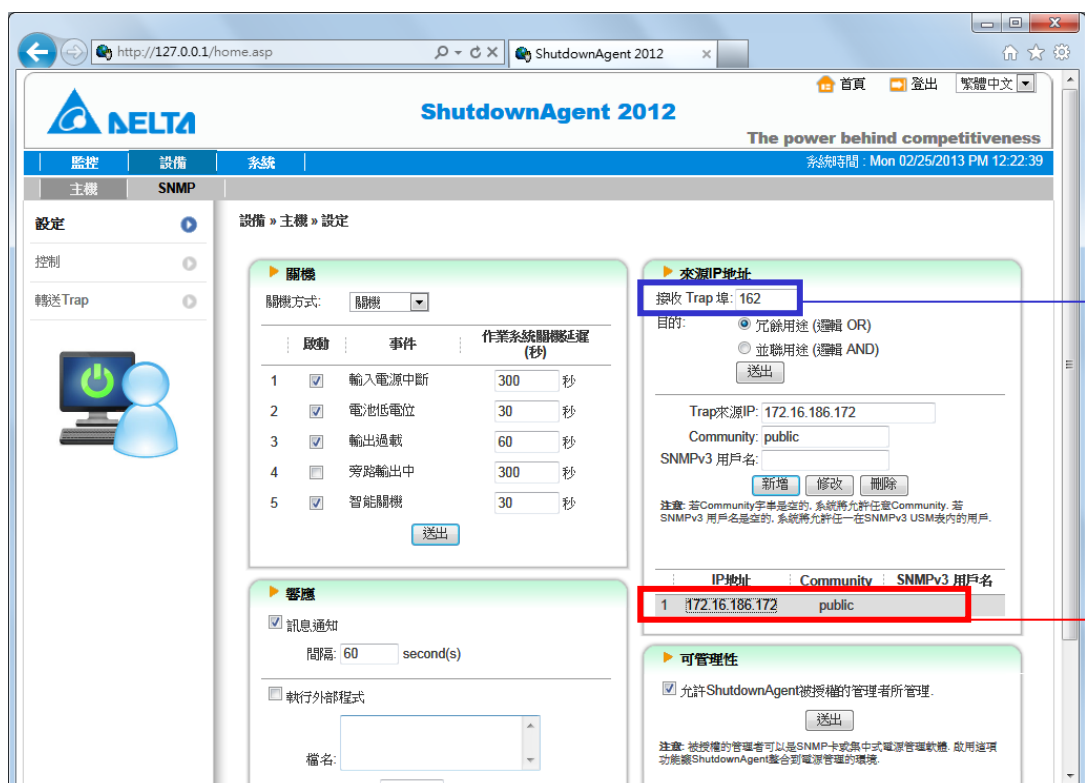 http://127.0.0.1/home.asp
ShutdownAgent 2012
首頁 登出 繁體中文
DELTA
ShutdownAgent 2012
The power behind competitiveness
監控 設備 系統
系統時間 : Mon 02/25/2013 PM 12:22:39
主機 SNMP
設定
控制
轉送Trap
設備 » 主機 » 設定
關機
關機方式: 關機
啟動 事件 作業系統關機延遲 (秒)
1 輸入電源中斷 300 秒
2 電池低電位 30 秒
3 輸出過載 60 秒
4 旁路輸出中 300 秒
5 智能關機 30 秒
送出
警應
訊息通知
間隔: 60 second(s)
執行外部程式
檔名:
來源IP地址
接收 Trap 埠: 162
目的: 冗餘用途 (邏輯 OR)
並聯用途 (邏輯 AND)
送出
Trap來源IP: 172.16.186.172
Community: public
SNMPv3 用戶名:
新增 修改 刪除
注意: 若Community字串是空的, 系統將允許任意Community. 若
SNMPv3 用戶名是空的, 系統將允許任一在SNMPv3 USM表內的用戶.
IP地址 Community SNMPv3 用戶名
1 172.16.186.172 public
可管理性
允許ShutdownAgent被授權的管理者所管理.
送出
注意: 被授權的管理者可以是SNMP卡或集中式電源管理軟體. 啟用這項
功能讓ShutdownAgent整合到電源管理的環境.